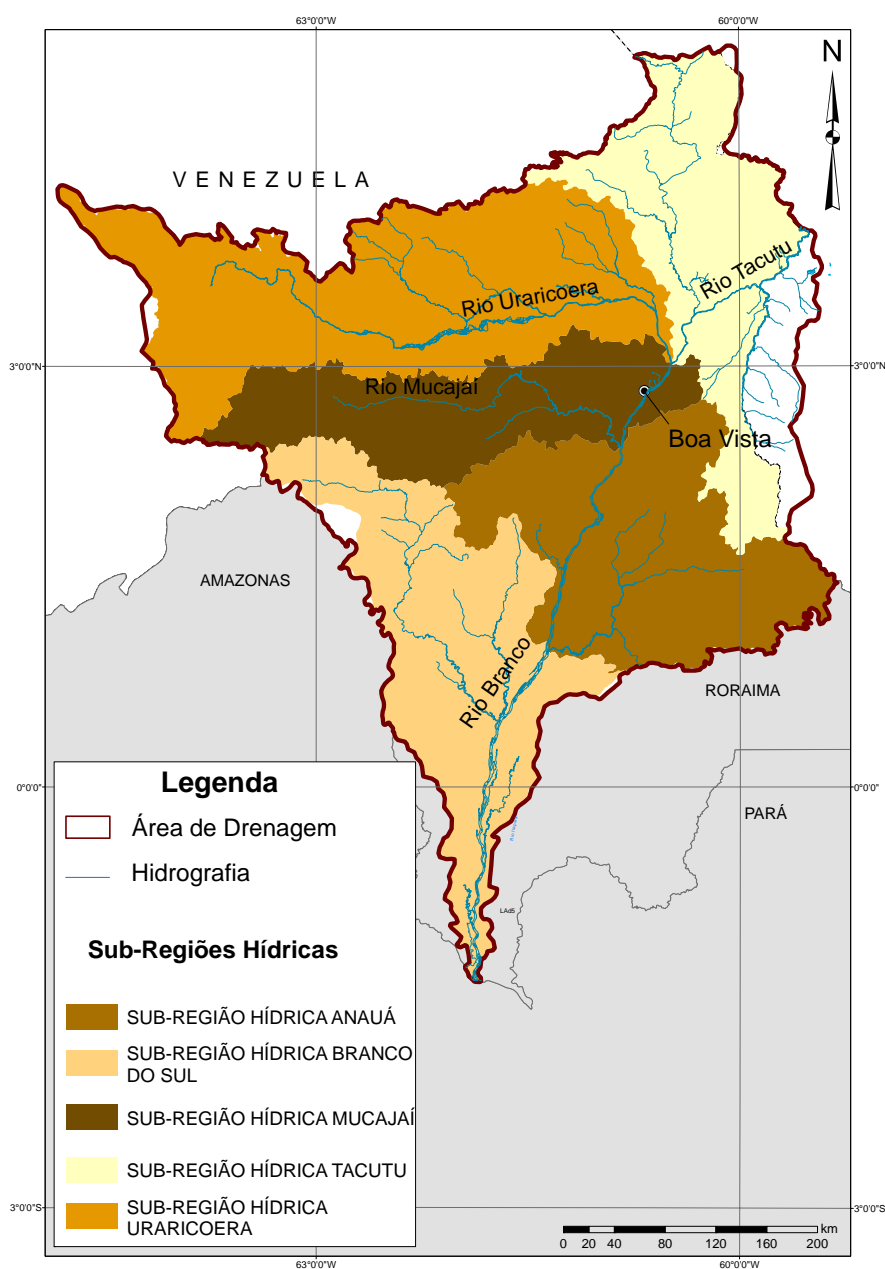 63°0'0"W
60°0'0"W
N
VENEZUELA
Rio Tacutu
Rio Uraricoera
3°0'0"N
3°0'0"N
Rio Mucajaí
Boa Vista
AMAZONAS
Rio Branco
RORAIMA
Legenda
0°0'0"
0°0'0"
Área de Drenagem
PARÁ
Hidrografia
Sub-Regiões Hídricas
SUB-REGIÃO HÍDRICA ANAUÁ
SUB-REGIÃO HÍDRICA BRANCO
DO SUL
SUB-REGIÃO HÍDRICA MUCAJAÍ
SUB-REGIÃO HÍDRICA TACUTU
SUB-REGIÃO HÍDRICA
URARICOERA
3°0'0"S
3°0'0"S
km
0 20 40 80 120 160 200
63°0'0"W
60°0'0"W